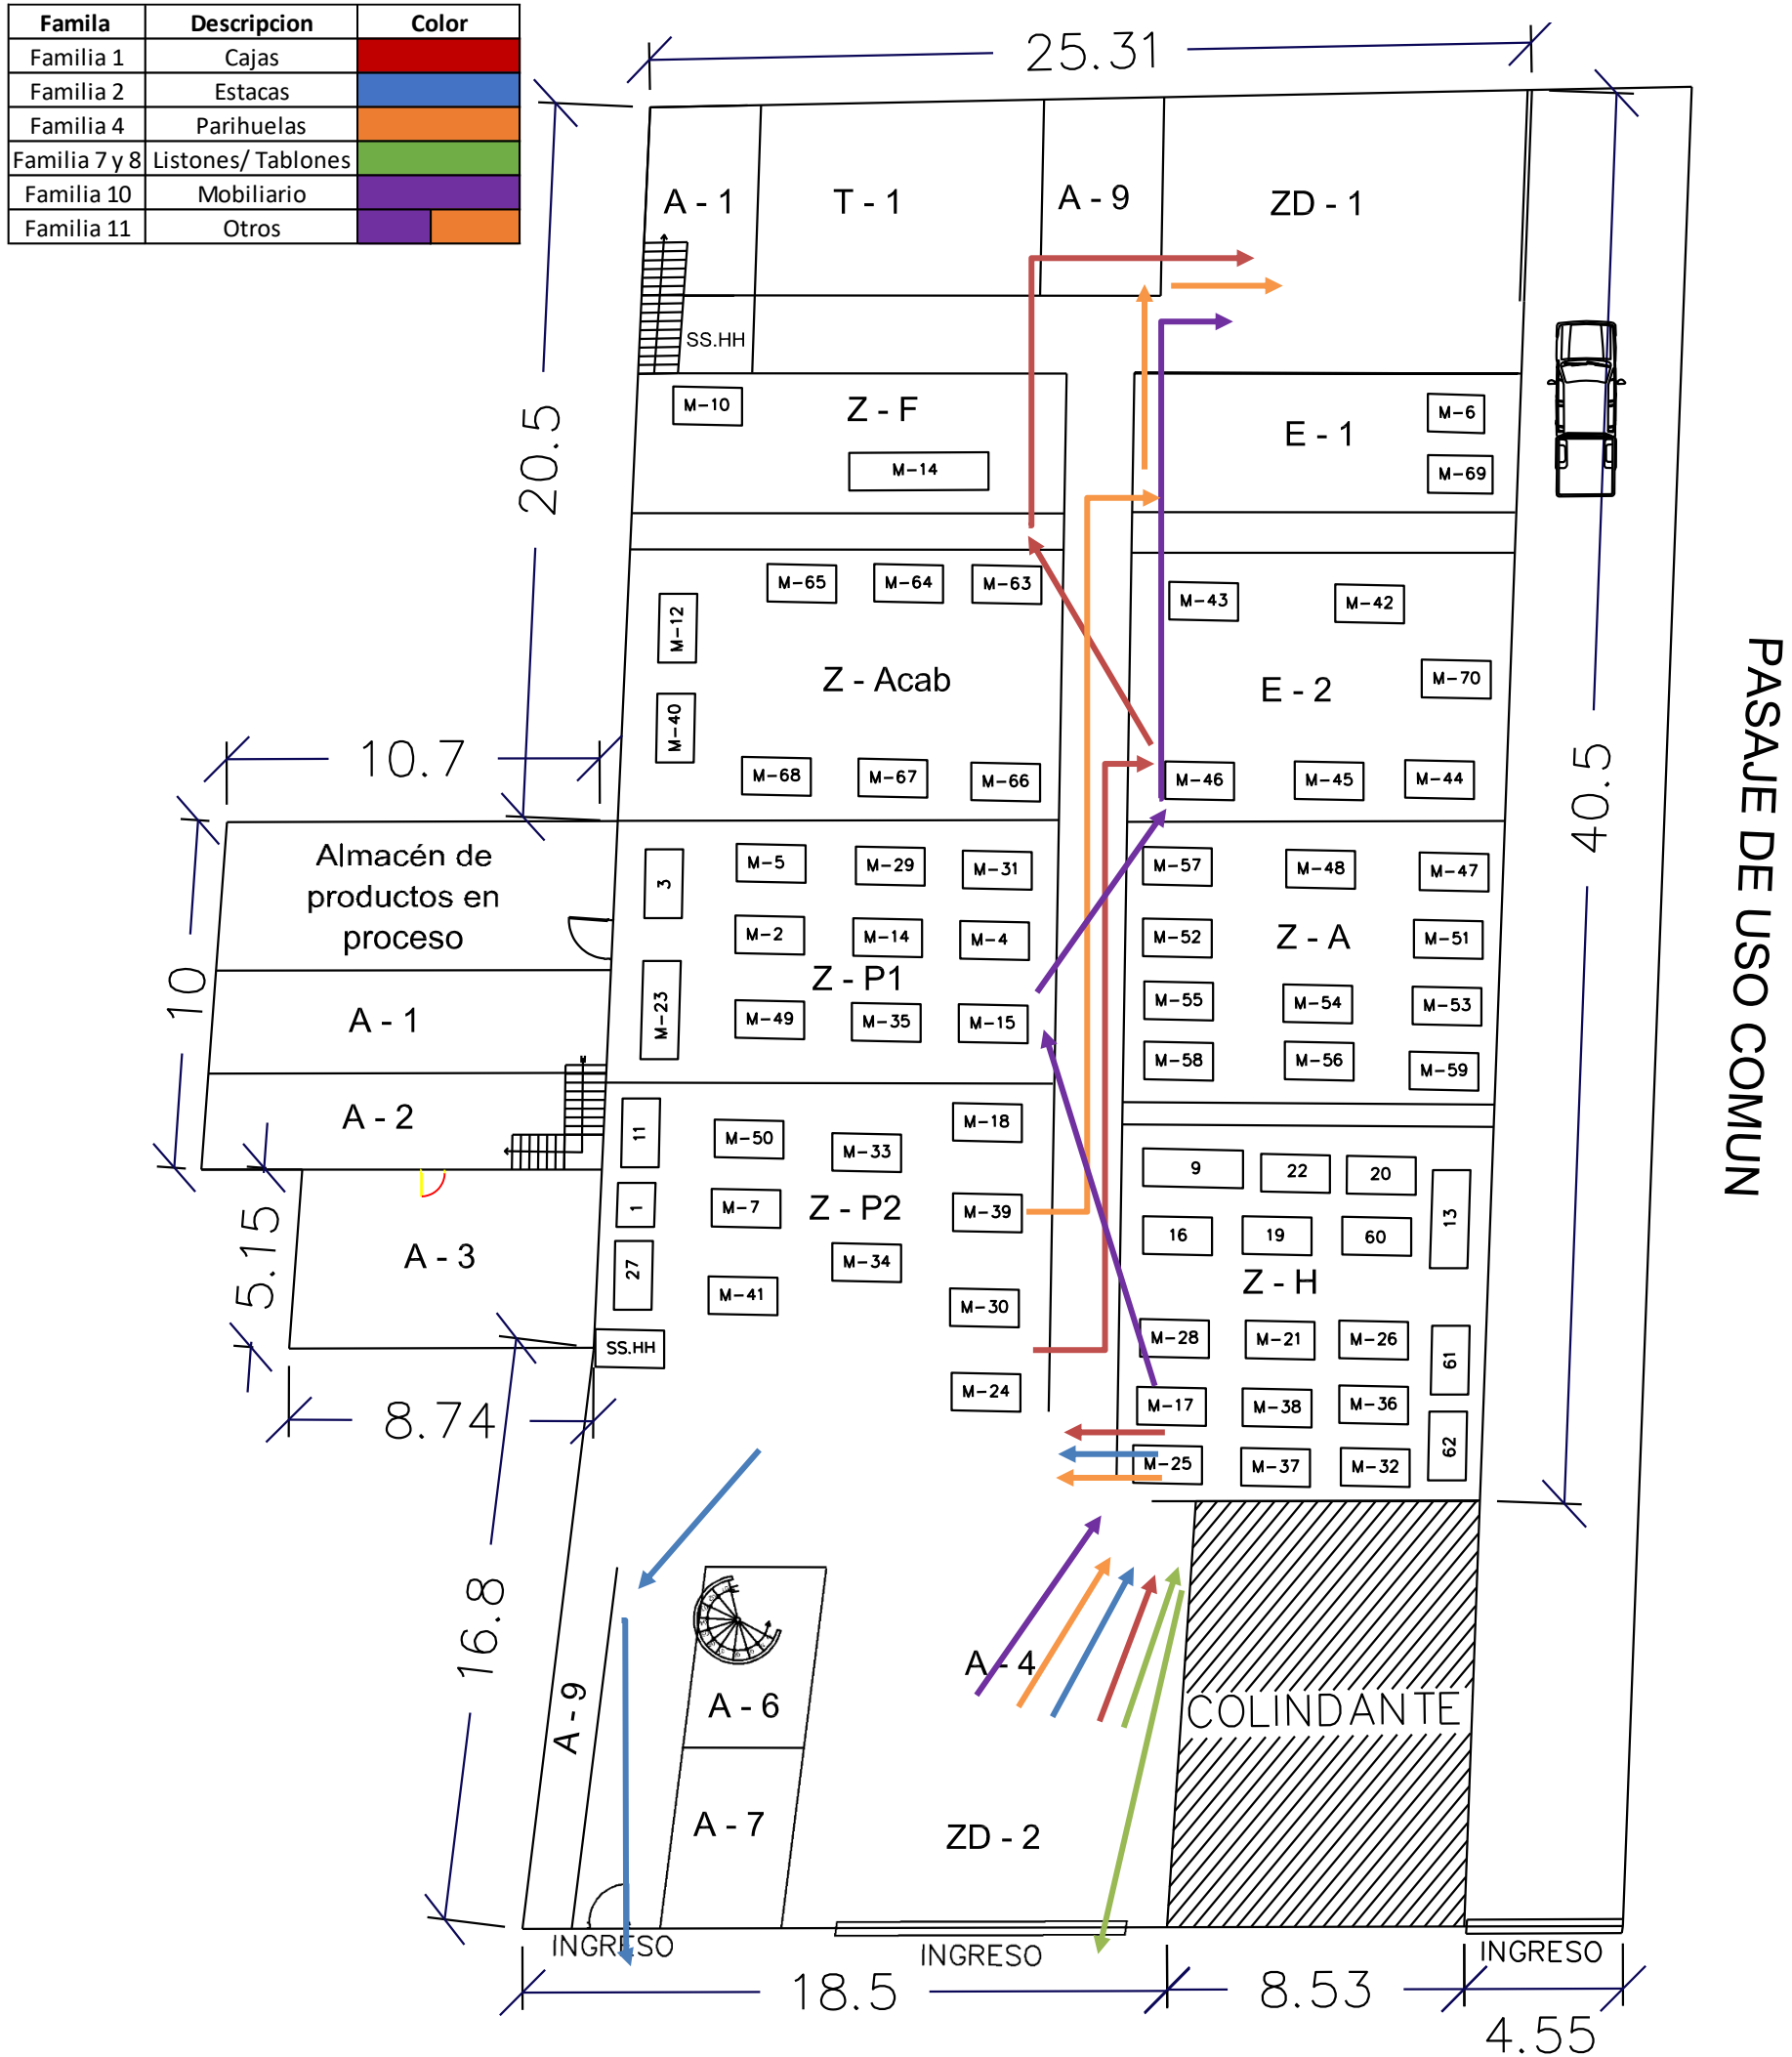 Famila Descripcion Color
Familia 1 Cajas
Familia 2 Estacas
Familia 4 Parihuelas
Familia 7 y 8 Listones/ Tablones
Familia 10 Mobiliario
Familia 11 Otros
25.31
A - 1
T - 1
A - 9
ZD - 1
SS.HH
20.5
M-10
Z - F
M-14
E - 1
M-6
M-69
M-65
M-64
M-63
M-12
Z - Acab
M-40
M-68
M-67
M-66
M-43
M-42
M-70
E - 2
M-46
M-45
M-44
40.5
PASAJE DE USO COMUN
10.7
10
Almacén de
productos en
proceso
A - 1
A - 2
3
M-5
M-29
M-31
M-2
M-14
M-4
Z - P1
M-23
M-49
M-35
M-15
M-57
M-48
M-47
M-52
Z - A
M-51
M-55
M-54
M-53
M-58
M-56
M-59
5.15
A - 3
8.74
11
M-50
M-33
M-18
1
M-7
Z - P2
M-39
27
M-34
M-41
M-30
SS.HH
M-24
9
22
20
13
16
19
60
Z - H
M-28
M-21
M-26
61
M-17
M-38
M-36
62
M-25
M-37
M-32
16.8
A - 9
A - 6
A - 4
A - 7
ZD - 2
COLINDANTE
INGRESO
INGRESO
INGRESO
18.5
8.53
4.55